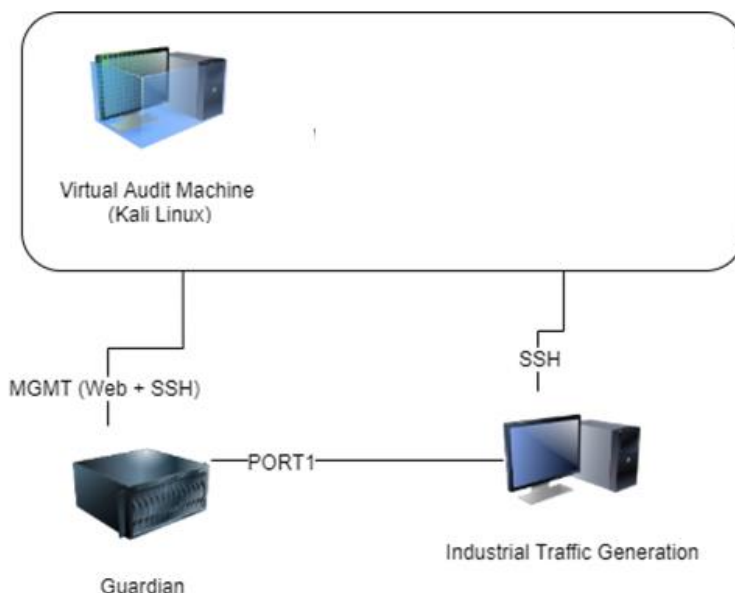 Virtual Audit Machine
(Kali Linux)
SSH
MGMT (Web + SSH)
PORT1
Industrial Traffic Generation
Guardian